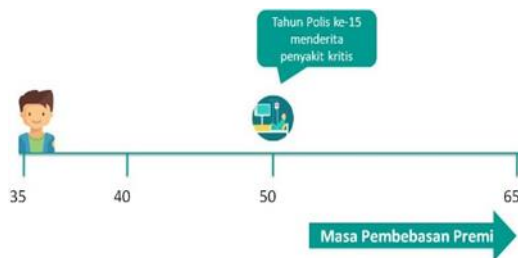 Tahun Polis ke-15
menderita
penyakit kritis
35
40
50
65
Masa Pembebasan Premi